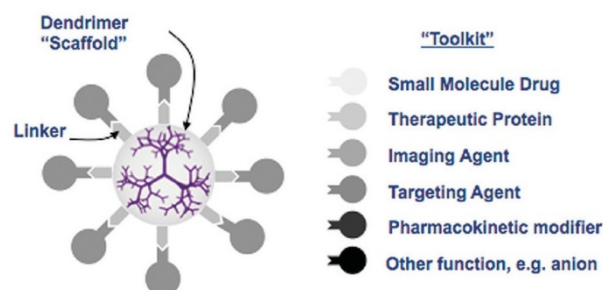 Dendrimer
“Scaffold”
Linker
“Toolkit”
Small Molecule Drug
Therapeutic Protein
Imaging Agent
Targeting Agent
Pharmacokinetic modifier
Other function, e.g. anion